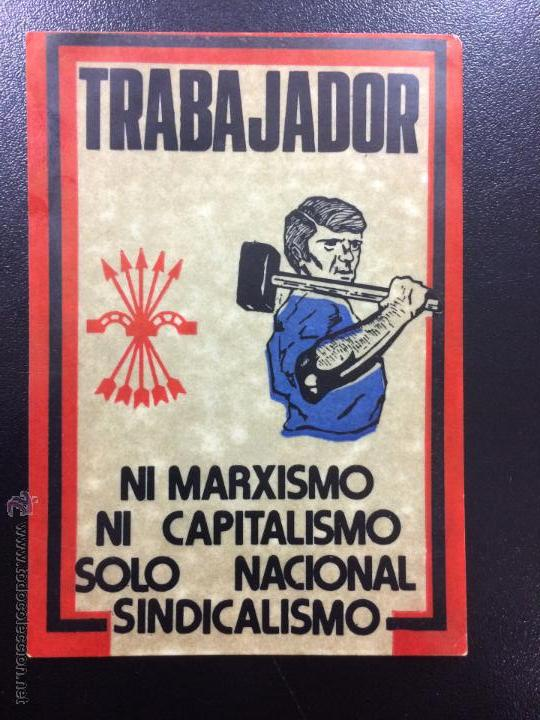 TRABAJADOR
NI MARXISMO
NI CAPITALISMO
SOLO NACIONAL
SINDICALISMO
www.todocoleccion.net